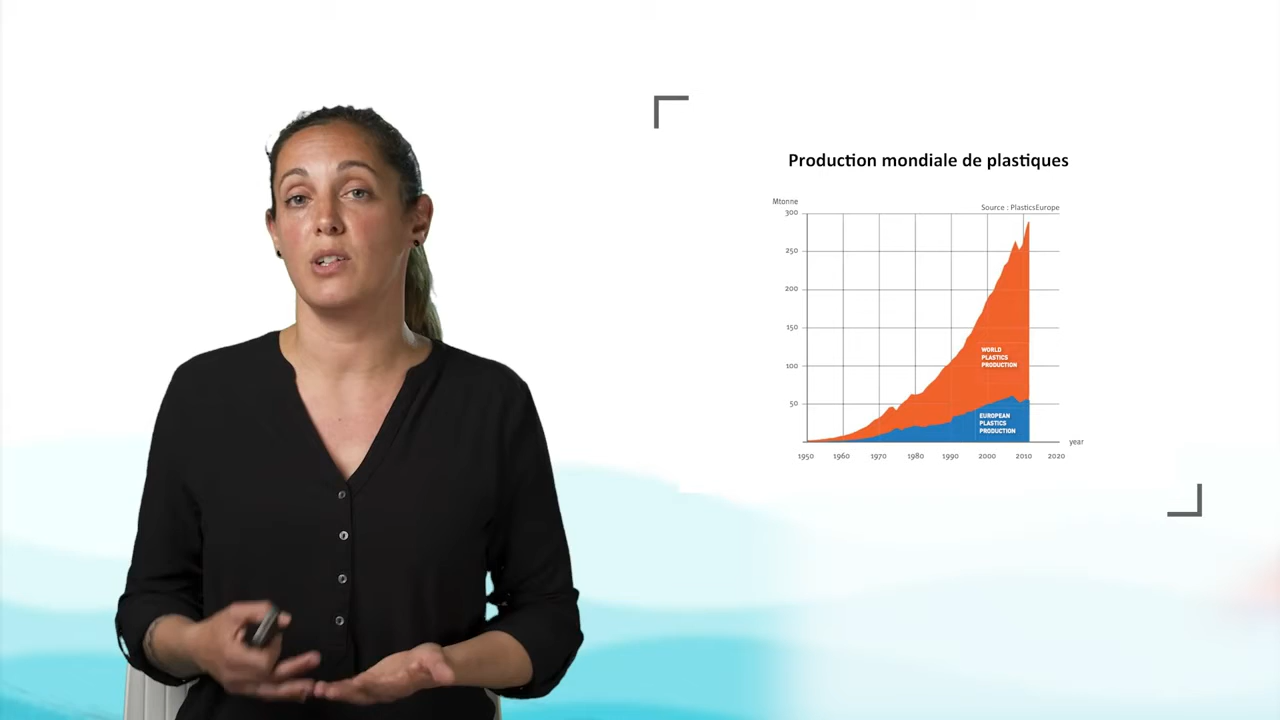 Production mondiale de plastiques
Mtonne
Source : PlasticsEurope
300
250
200
150
100
50
WORLD
PLASTICS
PRODUCTION
EUROPEAN
PLASTICS
PRODUCTION
year
1950 1960 1970 1980 1990 2000 2010 2020